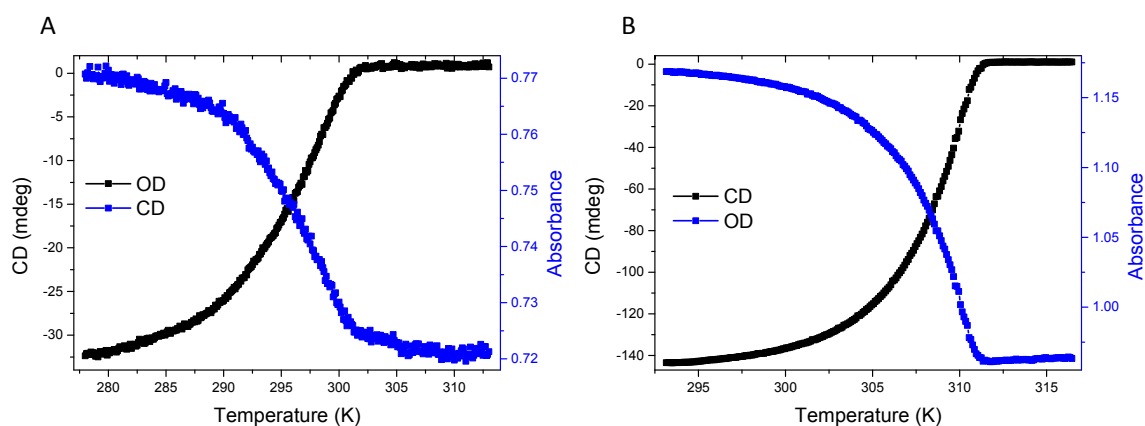 A
B
0
-5
-10
-15
-20
-25
-30
CD (mdeg)
OD
CD
0.77
0.76
0.75
0.74
0.73
0.72
Absorbance
280 285 290 295 300 305 310
Temperature (K)
0
-20
-40
-60
-80
-100
-120
-140
CD (mdeg)
CD
OD
1.15
1.10
1.05
1.00
Absorbance
295 300 305 310 315
Temperature (K)